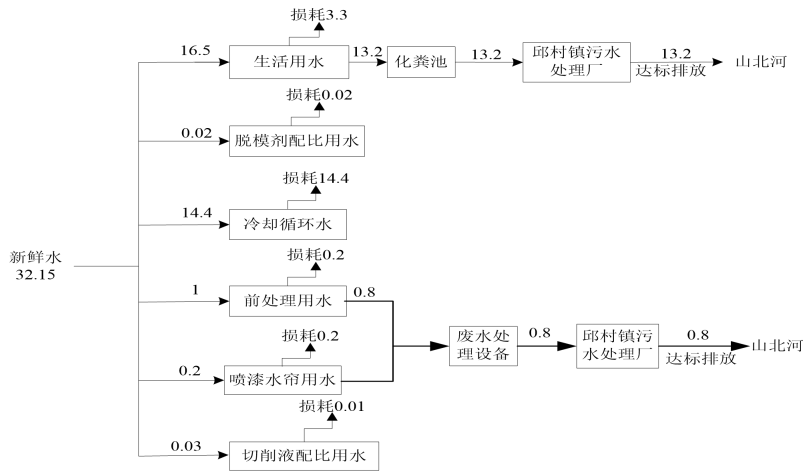 损耗3.3
16.5
生活用水
13.2
化粪池
13.2
邱村镇污水
处理厂
13.2
达标排放
山北河
损耗0.02
0.02
脱模剂配比用水
损耗14.4
14.4
冷却循环水
新鲜水
32.15
损耗0.2
1
前处理用水
0.8
废水处
理设备
0.8
邱村镇污
水处理厂
0.8
达标排放
山北河
损耗0.2
0.2
喷漆水帘用水
损耗0.01
0.03
切削液配比用水